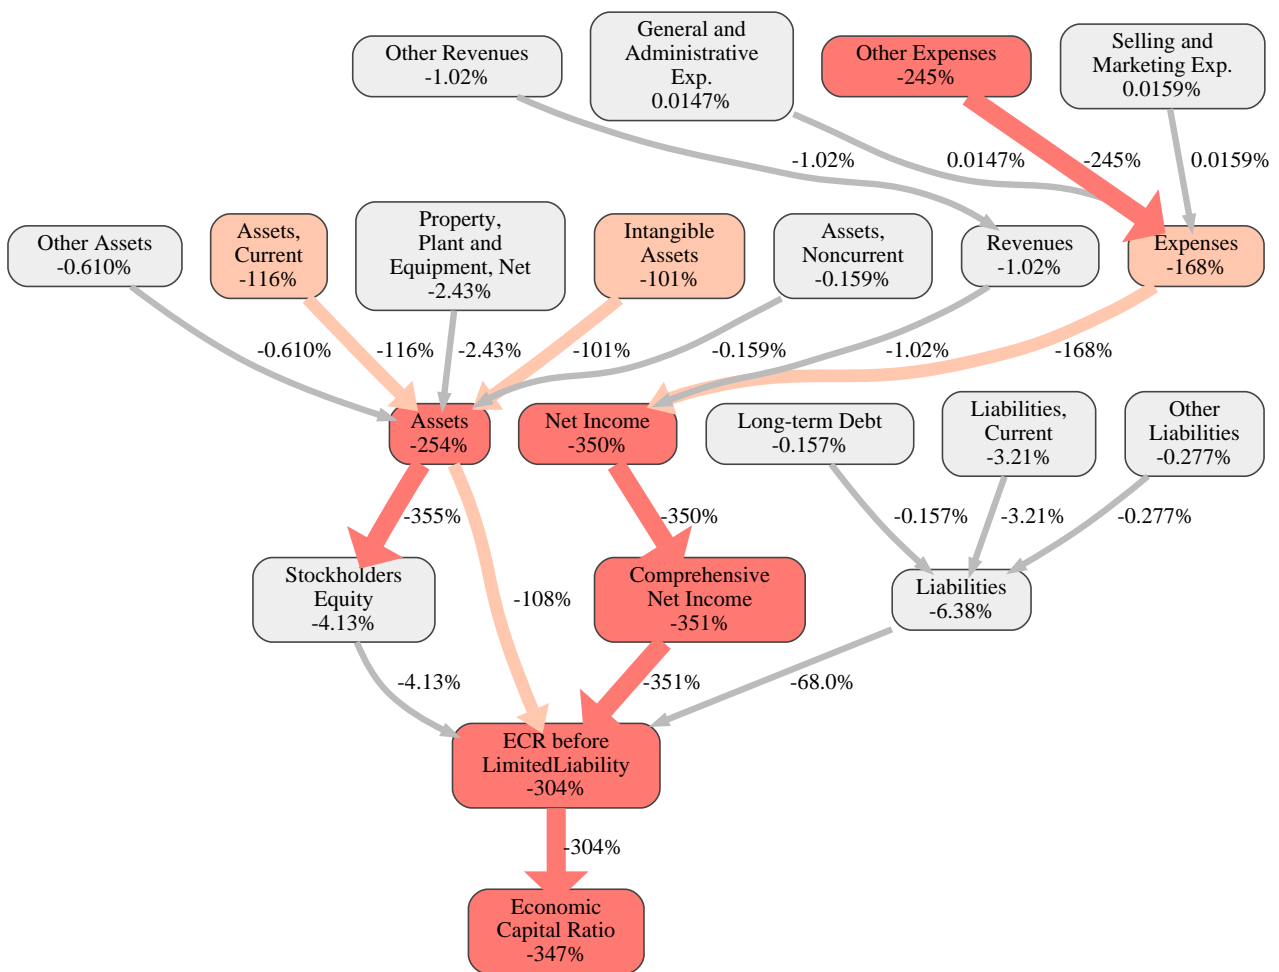 Other Revenues
-1.02%
General and
Administrative
Exp.
0.0147%
Other Expenses
-245%
Selling and
Marketing Exp.
0.0159%
-1.02%
0.0147%
-245%
0.0159%
Other Assets
-0.610%
Assets,
Current
-116%
Property,
Plant and
Equipment, Net
-2.43%
Intangible
Assets
-101%
Assets,
Noncurrent
-0.159%
Revenues
-1.02%
Expenses
-168%
-0.610%
-116%
-2.43%
-101%
-0.159%
-1.02%
-168%
Assets
-254%
Net Income
-350%
Long-term Debt
-0.157%
Liabilities,
Current
-3.21%
Other
Liabilities
-0.277%
-355%
-350%
-0.157%
-3.21%
-0.277%
Stockholders
Equity
-4.13%
-108%
Comprehensive
Net Income
-351%
Liabilities
-6.38%
-4.13%
-351%
-68.0%
ECR before
LimitedLiability
-304%
-304%
Economic
Capital Ratio
-347%